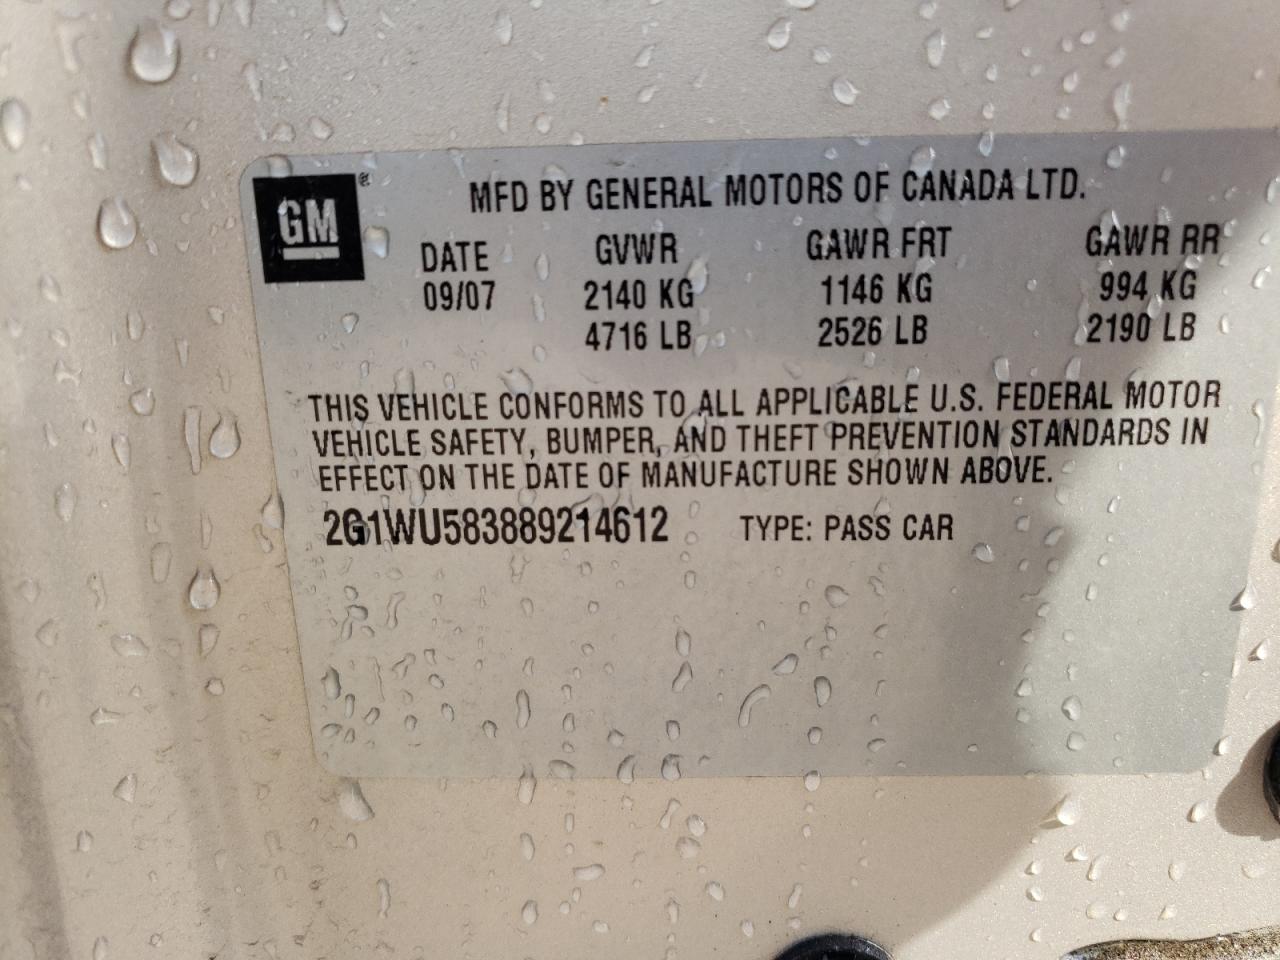 GM® MFD BY GENERAL MOTORS OF CANADA LTD.
DATE GVWR GAWR FRT GAWR RR
09/07 2140 KG 1146 KG 994 KG
4716 LB 2526 LB 2190 LB
THIS VEHICLE CONFORMS TO ALL APPLICABLE U.S. FEDERAL MOTOR
VEHICLE SAFETY, BUMPER, AND THEFT PREVENTION STANDARDS IN
EFFECT ON THE DATE OF MANUFACTURE SHOWN ABOVE.
2G1WU583889214612 TYPE: PASS CAR